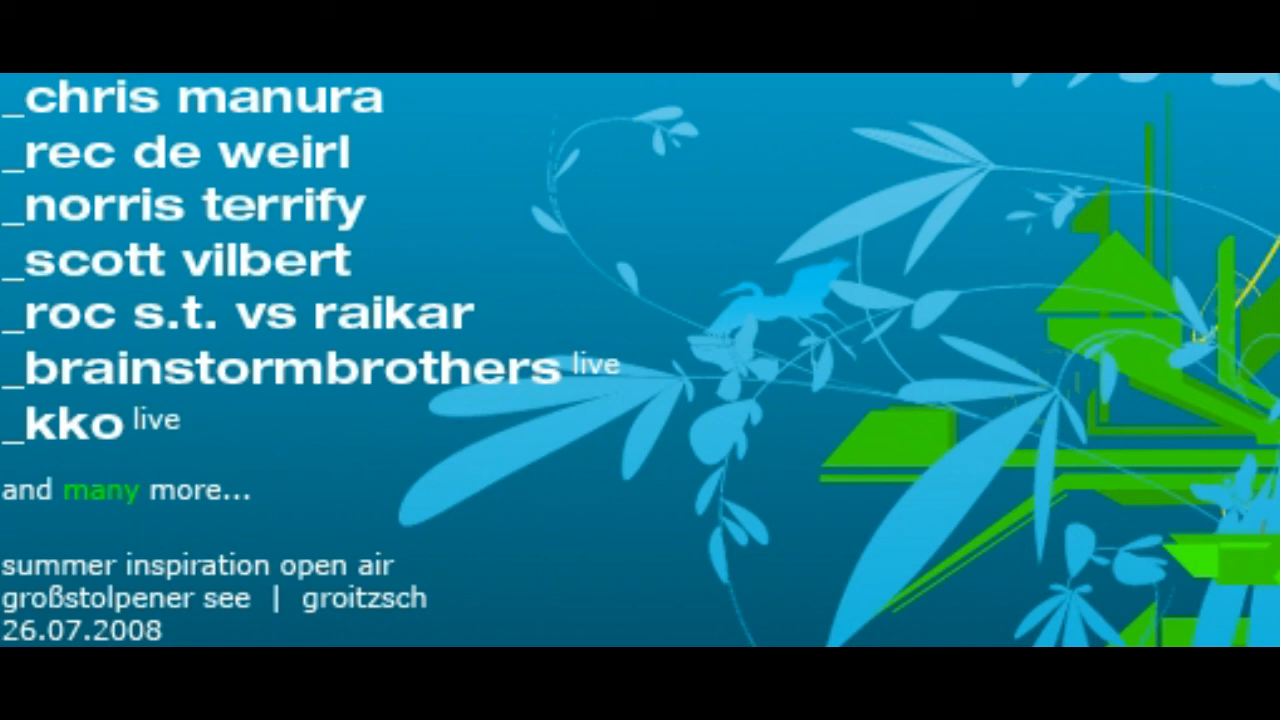 _chris manura
_rec de weirl
_norris terrify
_scott vilbert
_roc s.t. vs raikar
_brainstormbrothers live
_kko live
and many more...
summer inspiration open air
großstolpener see | groitzsch
26.07.2008